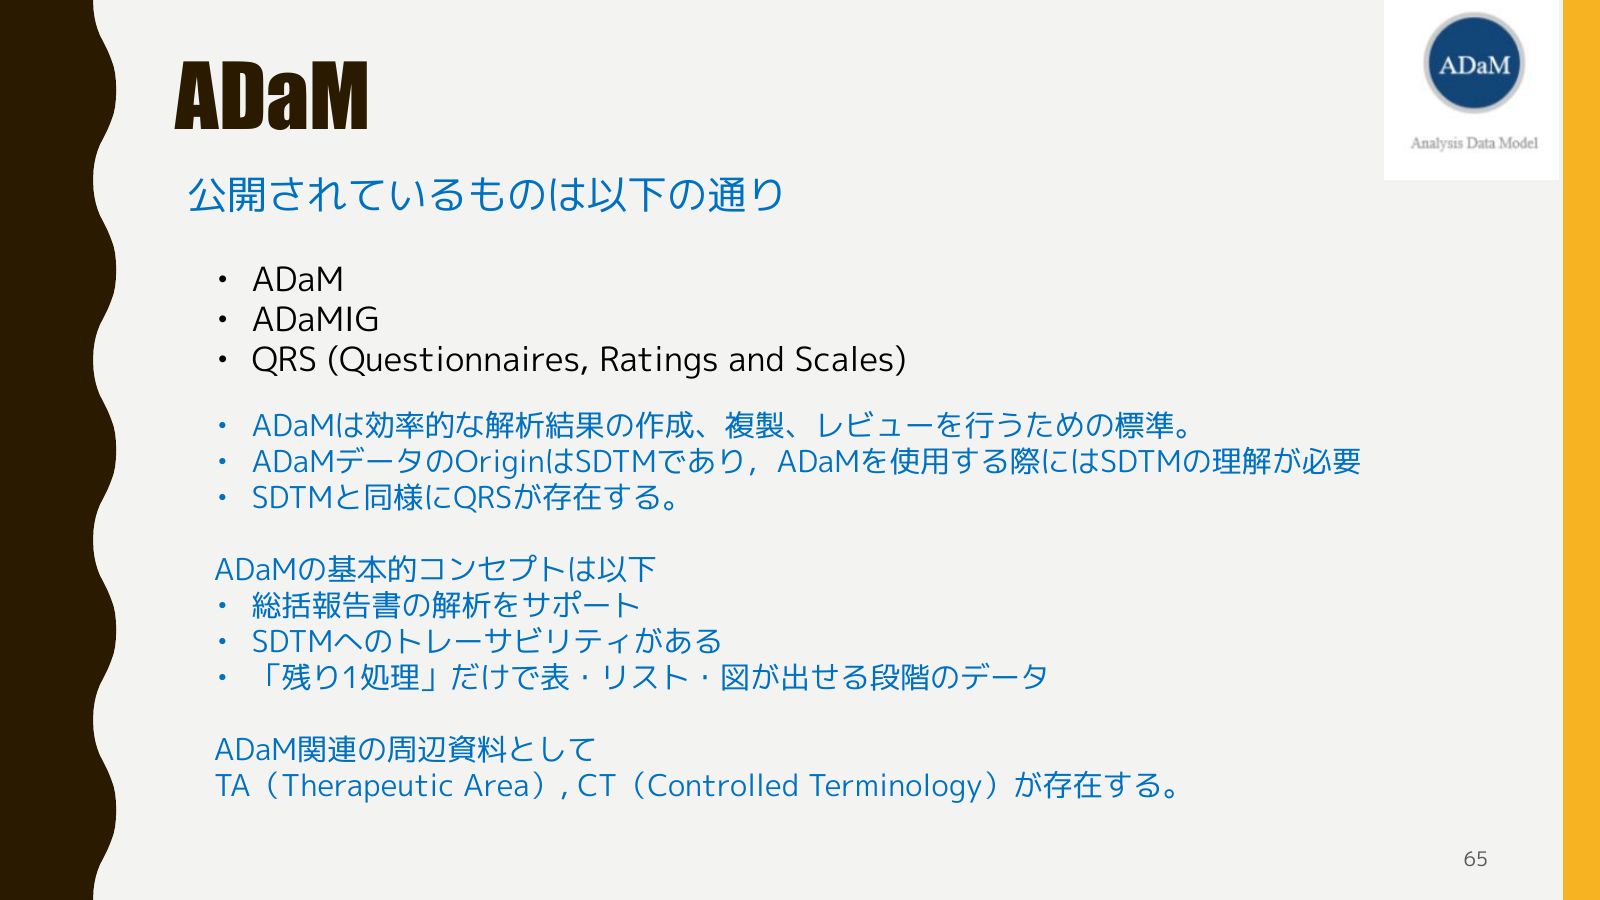 ADaM
ADaM
Analysis Data Model
公開されているものは以下の通り
・ ADaM
・ ADaMIG
・ QRS (Questionnaires, Ratings and Scales)
・ ADaMは効率的な解析結果の作成、複製、レビューを行うための標準。
・ ADaMデータのOriginはSDTMであり，ADaMを使用する際にはSDTMの理解が必要
・ SDTMと同様にQRSが存在する。
ADaMの基本的コンセプトは以下
・ 総括報告書の解析をサポート
・ SDTMへのトレーサビリティがある
・ 「残り1処理」だけで表・リスト・図が出せる段階のデータ
ADaM関連の周辺資料として
TA（Therapeutic Area）, CT（Controlled Terminology）が存在する。
65